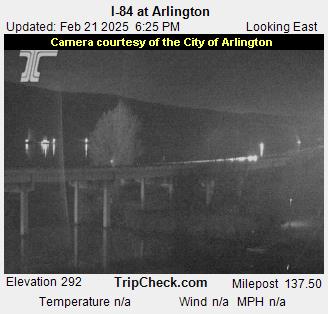 I-84 at Arlington
Updated: Feb 21 2025 6:25 PM Looking East
Camera courtesy of the City of Arlington
Elevation 292 TripCheck.com Milepost 137.50
Temperature n/a Wind n/a MPH n/a